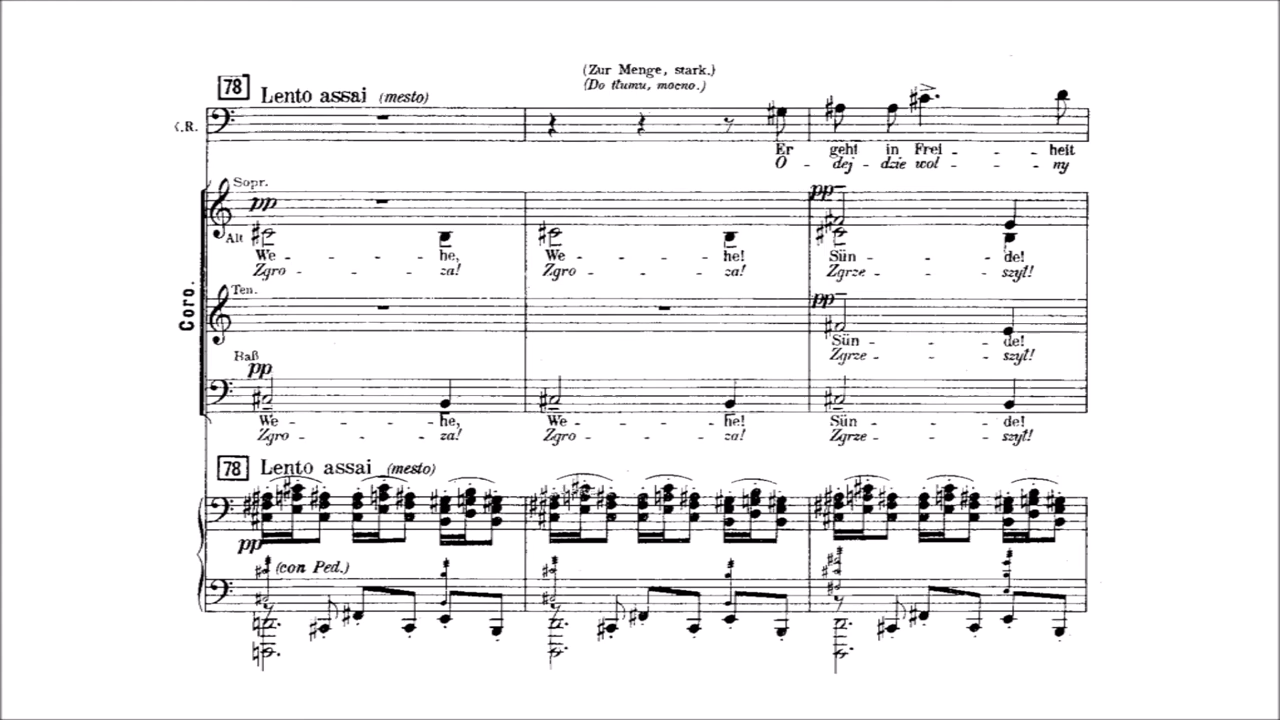 (Zur Menge, stark.)
(Do tłumu, mocno.)
78 Lento assai (mesto)
K.R.
Er geht in Frei - - heit
O - dej - dzie wol - - ny
Sopr.
pp
pp
Alt
We - - - - he, We - - - - he! Sün - - - de!
Zgro - - - - za! Zgro - - - - za! Zgrze - - - szył!
Coro.
Ten.
pp
Sün - - - de!
Zgrze - - - szył!
Baß
pp
We - - - - he, We - - - - he! Sün - - - de!
Zgro - - - - za! Zgro - - - - za! Zgrze - - - szył!
78 Lento assai (mesto)
pp
(con Ped.)